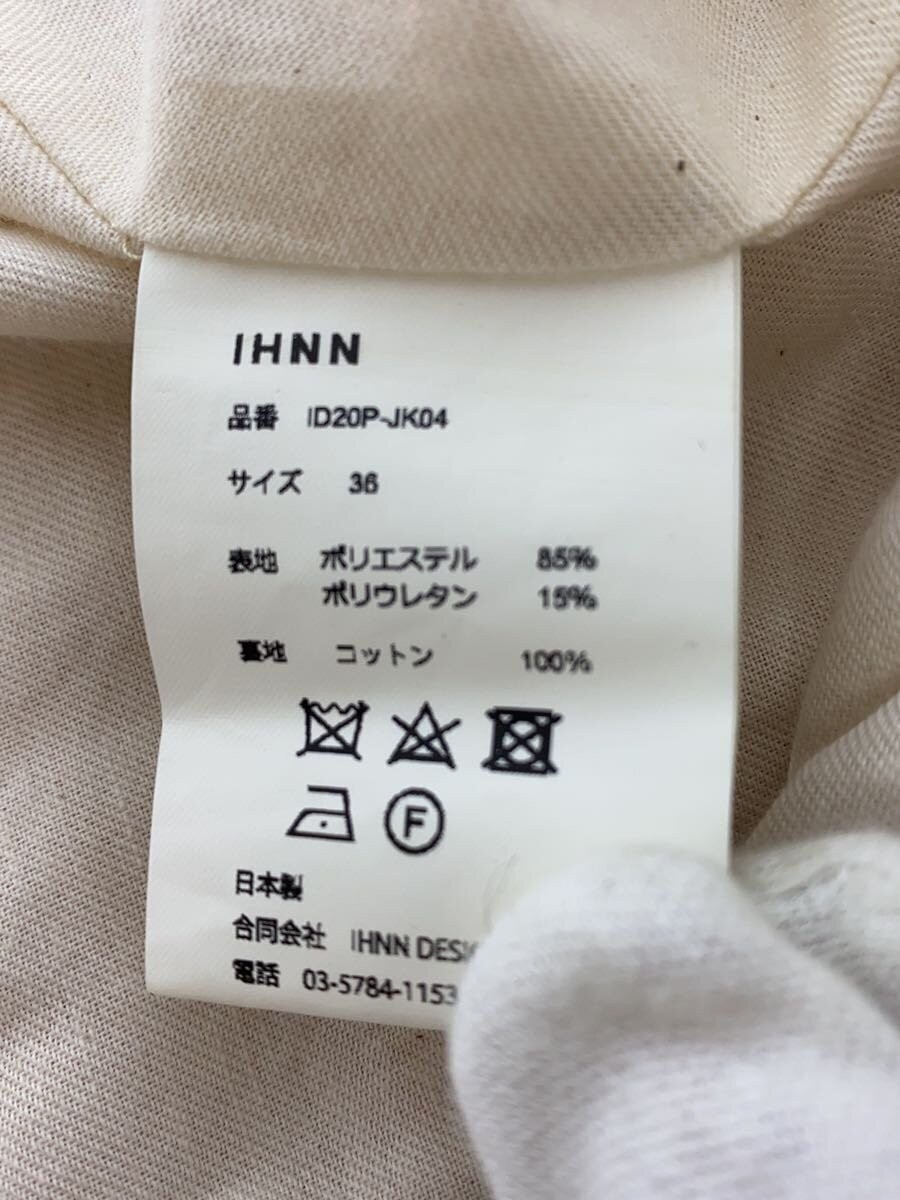 IHNN
品番 ID20P-JK04
サイズ 36
表地 ポリエステル 85%
ポリウレタン 15%
裏地 コットン 100%
F
日本製
合同会社 IHNN
電話 03-5784-1153